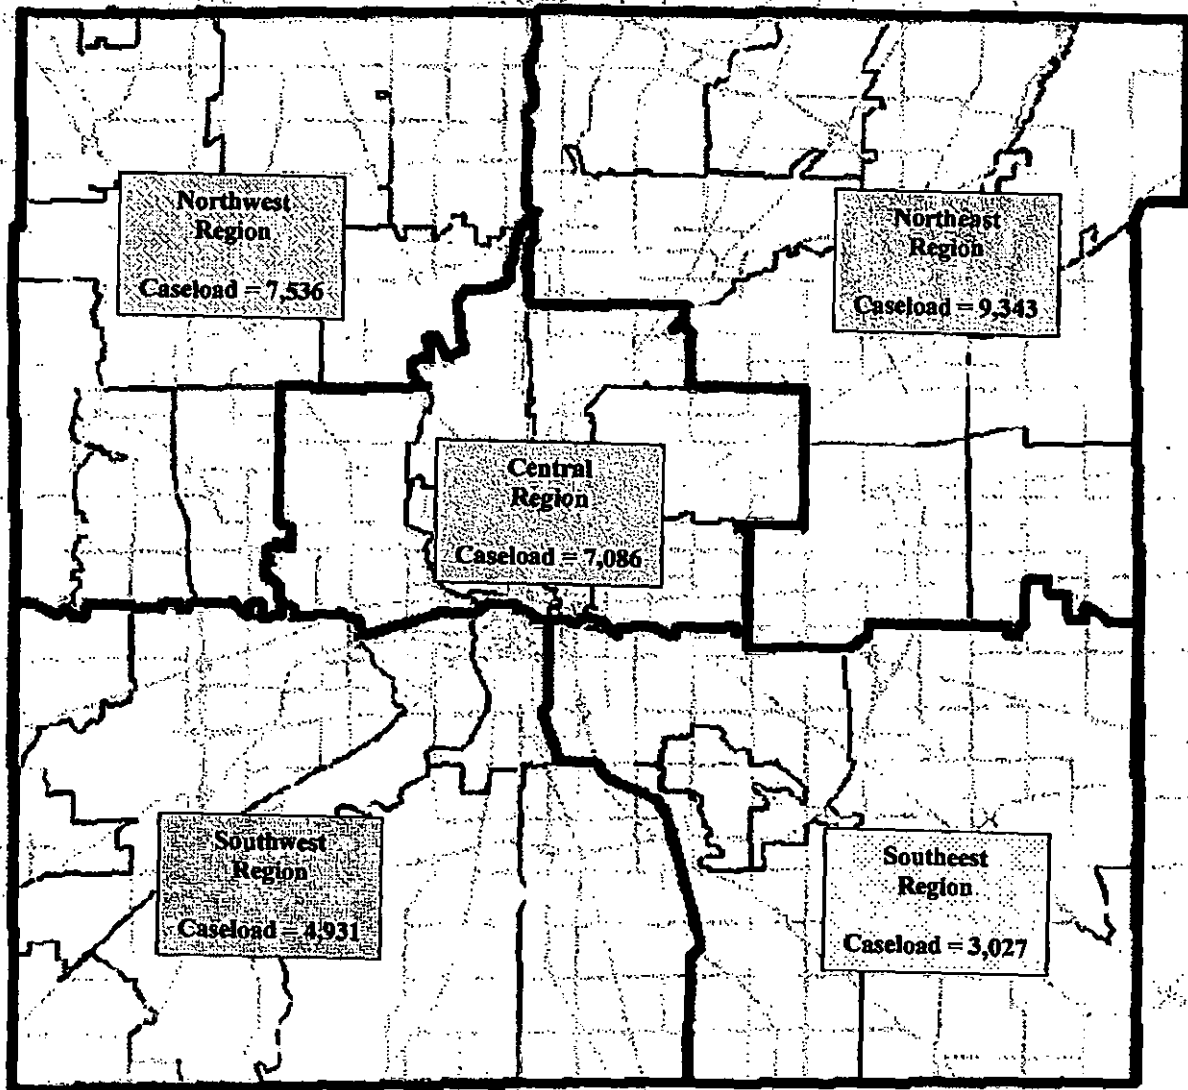 Northwest
Region
Caseload = 7,536
Northeast
Region
Caseload = 9,343
Central
Region
Caseload = 7,086
Southwest
Region
Caseload = 4,931
Southeest
Region
Caseload = 3,027